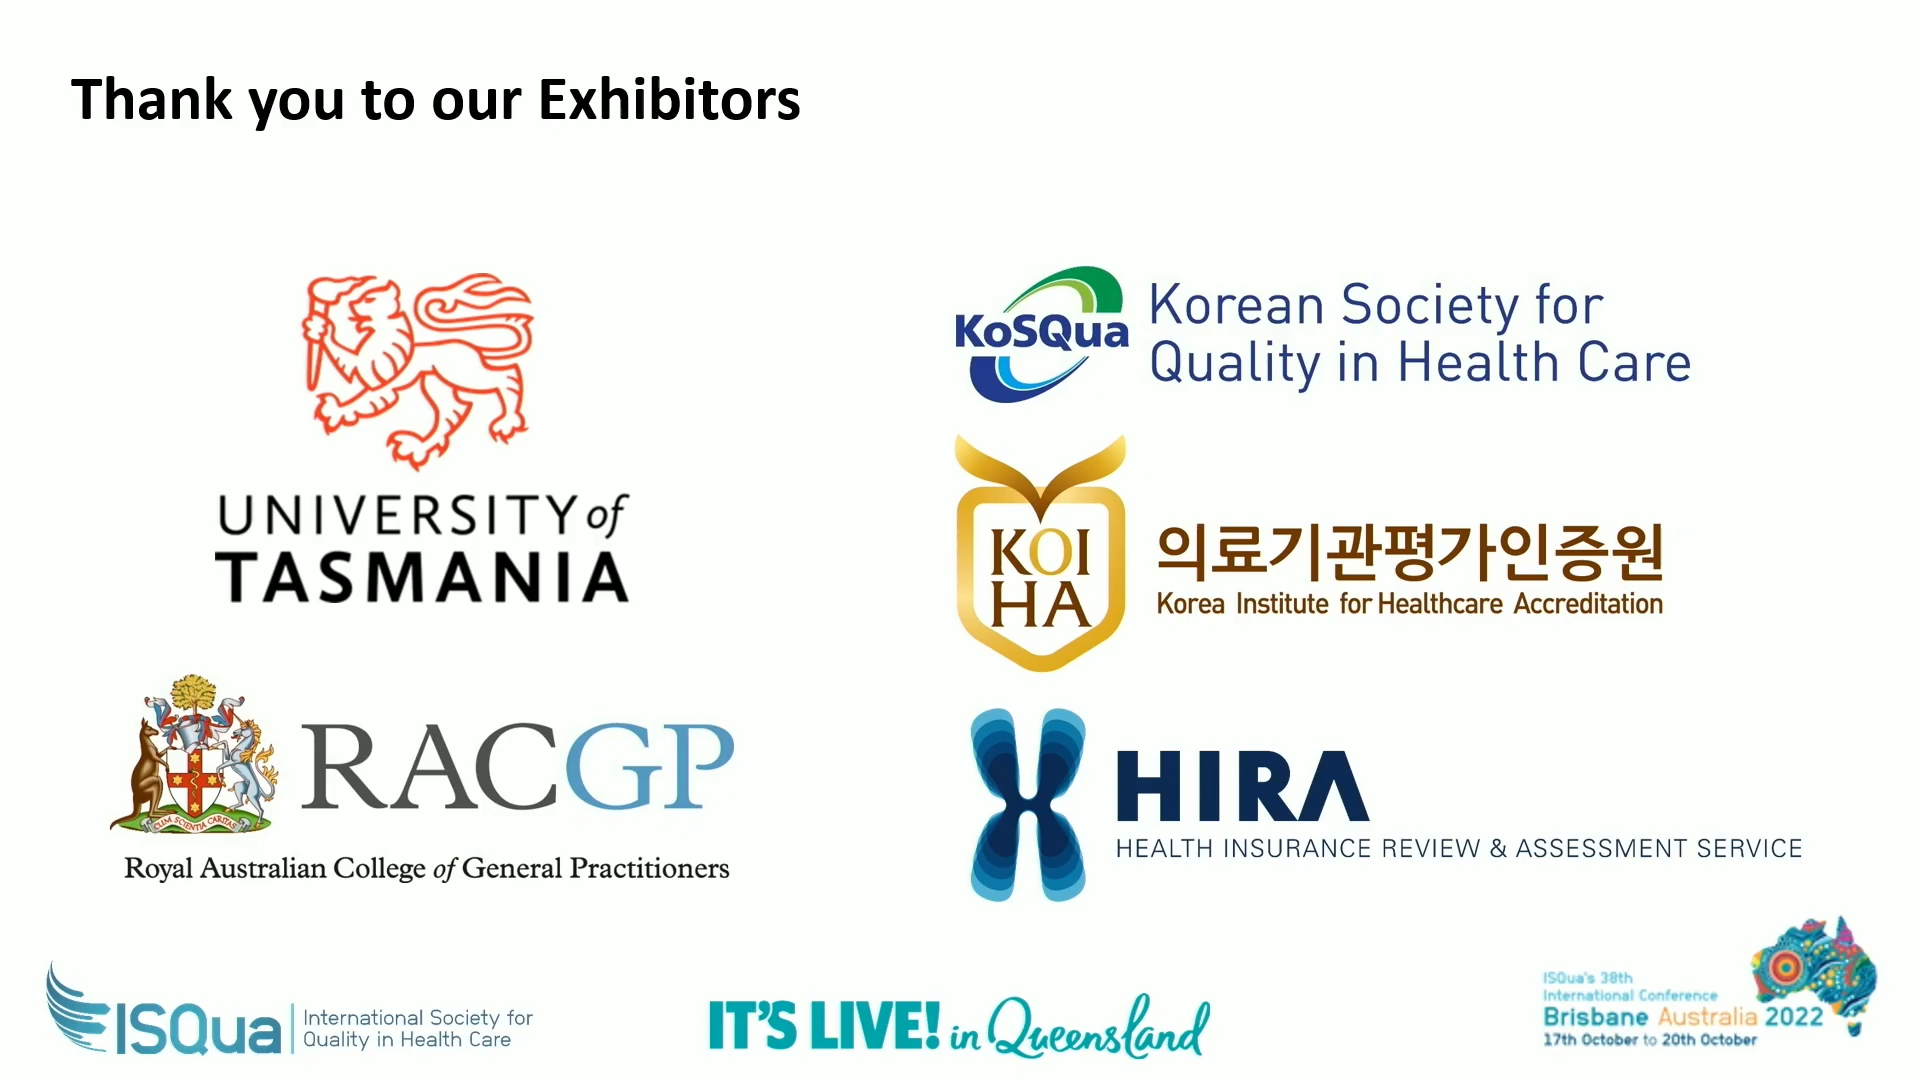 Thank you to our Exhibitors
UNIVERSITY of
TASMANIA
KoSQua
Korean Society for
Quality in Health Care
KOI
HA
의료기관평가인증원
Korea Institute for Healthcare Accreditation
CUM SCIENTIA CARITAS
RACGP
Royal Australian College of General Practitioners
HIRA
HEALTH INSURANCE REVIEW & ASSESSMENT SERVICE
ISQua
International Society for
Quality in Health Care
IT'S LIVE! in Queensland
ISQua's 38th
International Conference
Brisbane Australia 2022
17th October to 20th October